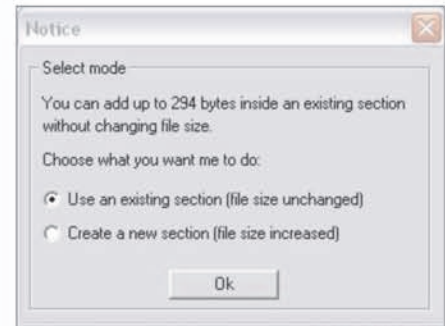 Notice
Select mode
You can add up to 294 bytes inside an existing section
without changing file size.
Choose what you want me to do:
Use an existing section (file size unchanged)
Create a new section (file size increased)
Ok